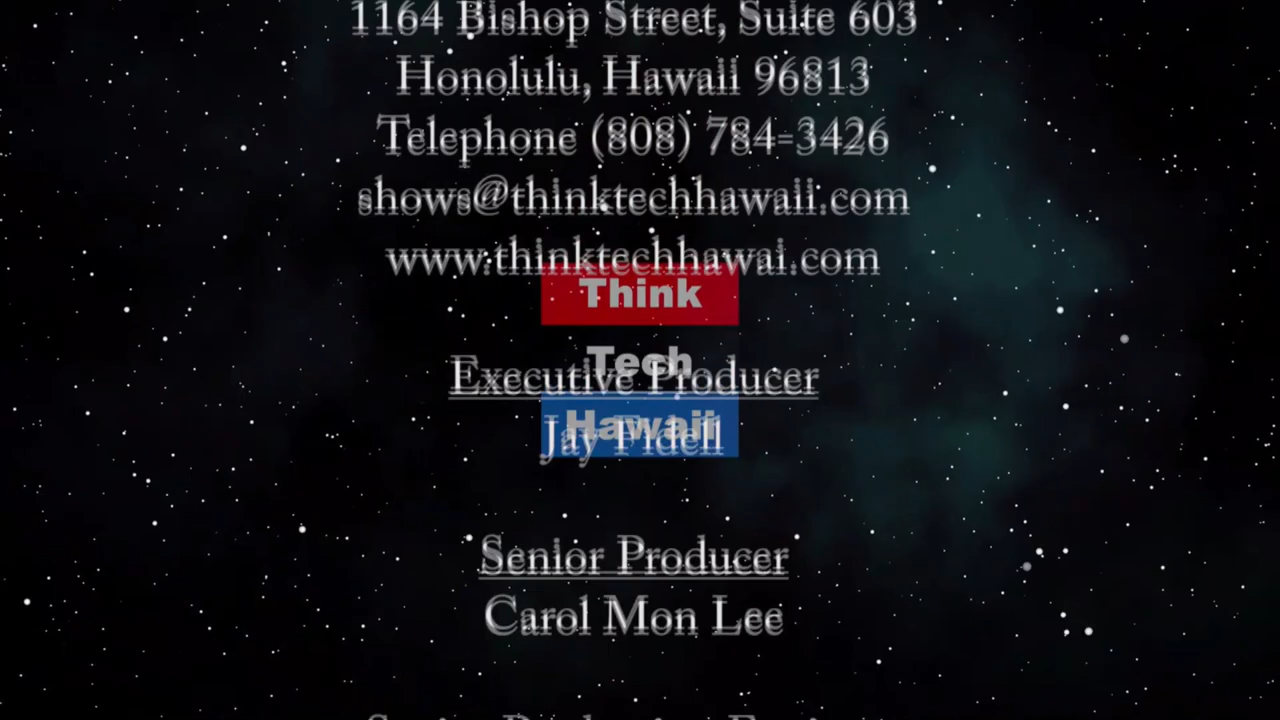 1164 Bishop Street, Suite 603
Honolulu, Hawaii 96813
Telephone (808) 784-3426
shows@thinktechhawaii.com
www.thinktechhawai.com
Think
Tech
Executive Producer
Hawaii
Jay Fidell
Senior Producer
Carol Mon Lee